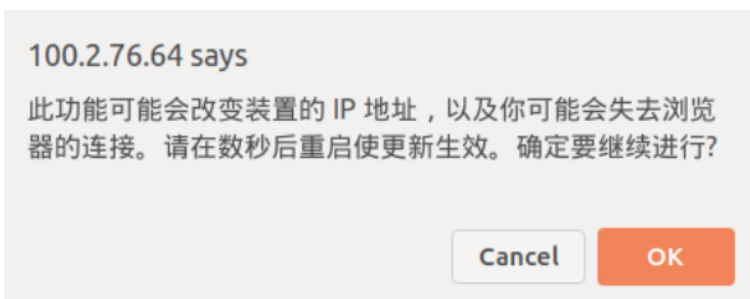 100.2.76.64 says
此功能可能会改变装置的 IP 地址，以及你可能会失去浏览
器的连接。请在数秒后重启使更新生效。确定要继续进行?
Cancel
OK